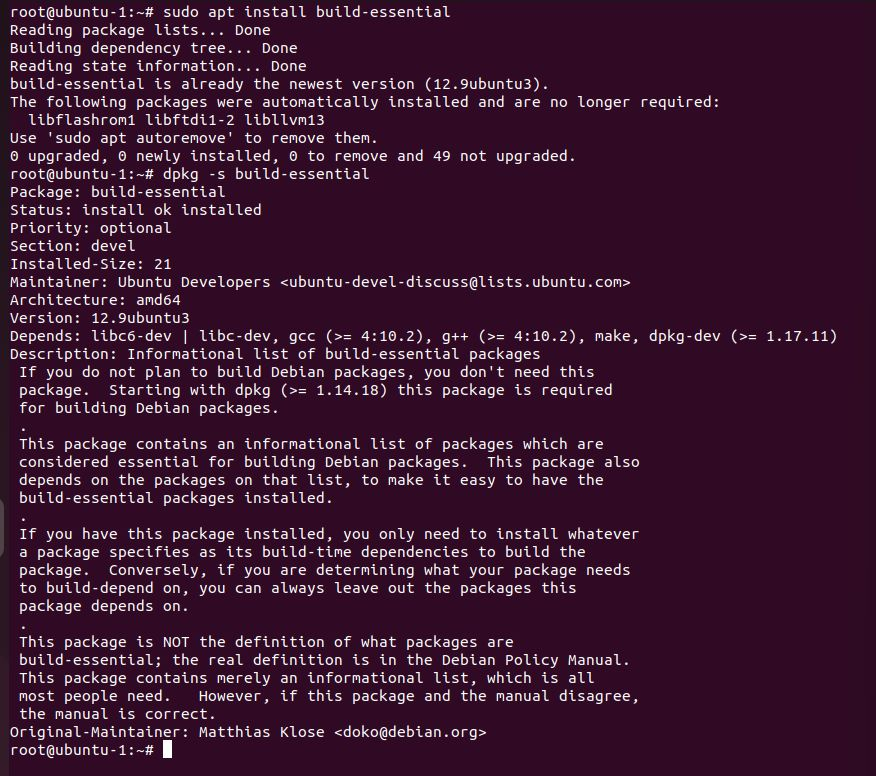 root@ubuntu-1:~# sudo apt install build-essential
Reading package lists... Done
Building dependency tree... Done
Reading state information... Done
build-essential is already the newest version (12.9ubuntu3).
The following packages were automatically installed and are no longer required:
  libflashrom1 libftdi1-2 libllvm13
Use 'sudo apt autoremove' to remove them.
0 upgraded, 0 newly installed, 0 to remove and 49 not upgraded.
root@ubuntu-1:~# dpkg -s build-essential
Package: build-essential
Status: install ok installed
Priority: optional
Section: devel
Installed-Size: 21
Maintainer: Ubuntu Developers <ubuntu-devel-discuss@lists.ubuntu.com>
Architecture: amd64
Version: 12.9ubuntu3
Depends: libc6-dev | libc-dev, gcc (>= 4:10.2), g++ (>= 4:10.2), make, dpkg-dev (>= 1.17.11)
Description: Informational list of build-essential packages
 If you do not plan to build Debian packages, you don't need this
 package.  Starting with dpkg (>= 1.14.18) this package is required
 for building Debian packages.
 .
 This package contains an informational list of packages which are
 considered essential for building Debian packages.  This package also
 depends on the packages on that list, to make it easy to have the
 build-essential packages installed.
 .
 If you have this package installed, you only need to install whatever
 a package specifies as its build-time dependencies to build the
 package.  Conversely, if you are determining what your package needs
 to build-depend on, you can always leave out the packages this
 package depends on.
 .
 This package is NOT the definition of what packages are
 build-essential; the real definition is in the Debian Policy Manual.
 This package contains merely an informational list, which is all
 most people need.   However, if this package and the manual disagree,
 the manual is correct.
Original-Maintainer: Matthias Klose <doko@debian.org>
root@ubuntu-1:~#